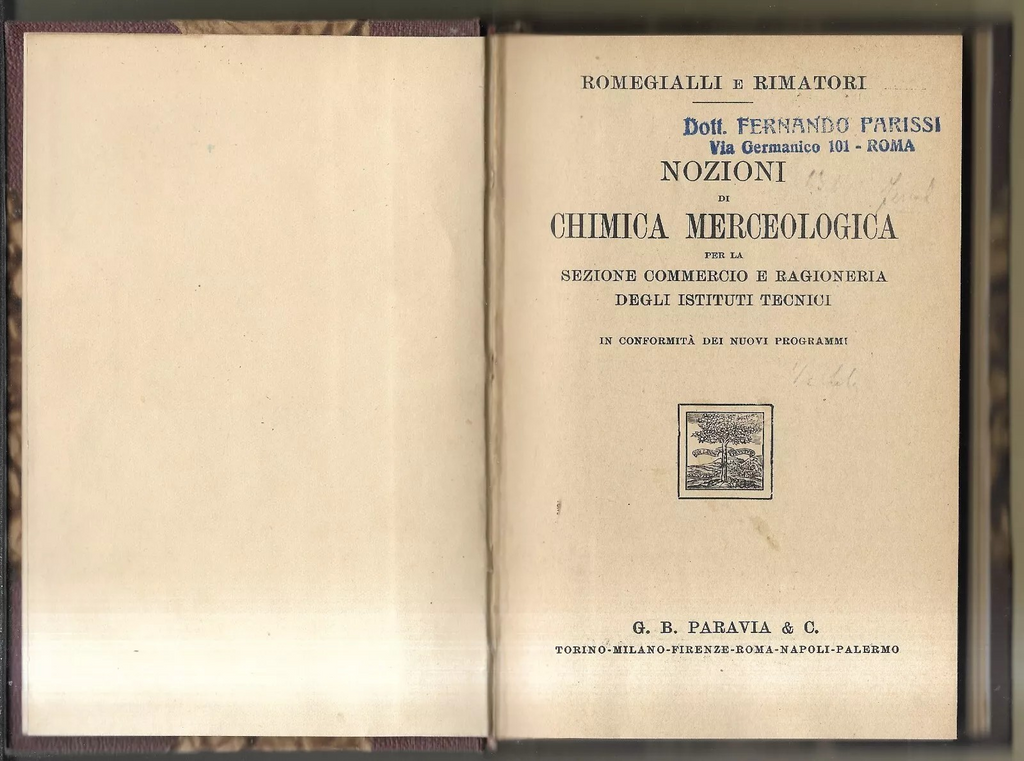 ROMEGIALLI E RIMATORI
Dott. FERNANDO PARISSI
Via Germanico 101 - ROMA
NOZIONI
DI
CHIMICA MERCEOLOGICA
PER LA
SEZIONE COMMERCIO E RAGIONERIA
DEGLI ISTITUTI TECNICI
IN CONFORMITÀ DEI NUOVI PROGRAMMI
G. B. PARAVIA & C.
TORINO-MILANO-FIRENZE-ROMA-NAPOLI-PALERMO